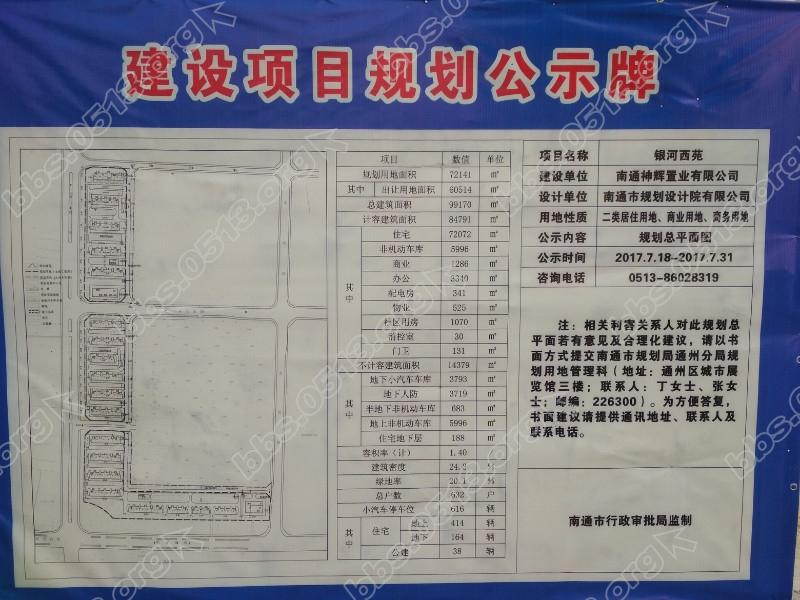 建设项目规划公示牌
项目 数值 单位
规划用地面积 72141 ㎡
其中 出让用地面积 60514 ㎡
总建筑面积 99170 ㎡
计容建筑面积 84791 ㎡
其中
住宅 72072 ㎡
非机动车库 5996 ㎡
商业 1286 ㎡
办公 ㎡
配电房 341 ㎡
物业 525 ㎡
社区用房 1070 ㎡
消控室 30 ㎡
门卫 131 ㎡
不计容建筑面积 14379 ㎡
其中
地下小汽车车库 3793 ㎡
地下人防 3719 ㎡
半地下非机动车库 683 ㎡
地上非机动车库 5996 ㎡
住宅地下层 188 ㎡
容积率（计） 1.40
建筑密度 %
绿地率 %
总户数 632 户
小汽车停车位 616 辆
其中 住宅 地上 414 辆
地下 164 辆
公建 38 辆
项目名称 银河西苑
建设单位 南通神辉置业有限公司
设计单位 南通市规划设计院有限公司
用地性质 二类居住用地、商业用地、商务用地
公示内容 规划总平面图
公示时间 2017.7.18~2017.7.31
咨询电话 0513-86028319
注：相关利害关系人对此规划总
平面若有意见及合理化建议，请以书
面方式提交南通市规划局通州分局规
划用地管理科（地址：通州区城市展
览馆三楼；联系人：丁女士、张女
士；邮编：226300）。为方便答复，
书面建议请提供通讯地址、联系人及
联系电话。
南通市行政审批局监制
bbs.0513.org